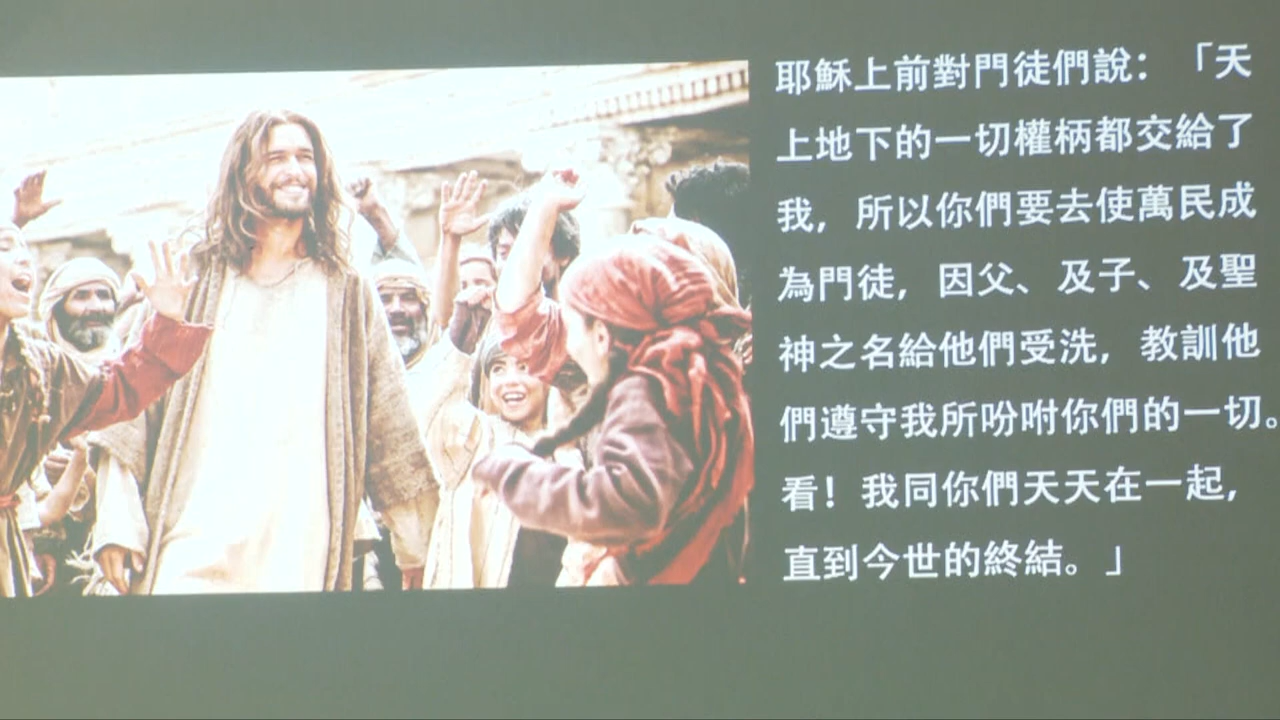 耶穌上前對門徒們說：「天
上地下的一切權柄都交給了
我，所以你們要去使萬民成
為門徒，因父、及子、及聖
神之名給他們受洗，教訓他
們遵守我所吩咐你們的一切。
看！我同你們天天在一起，
直到今世的終結。」